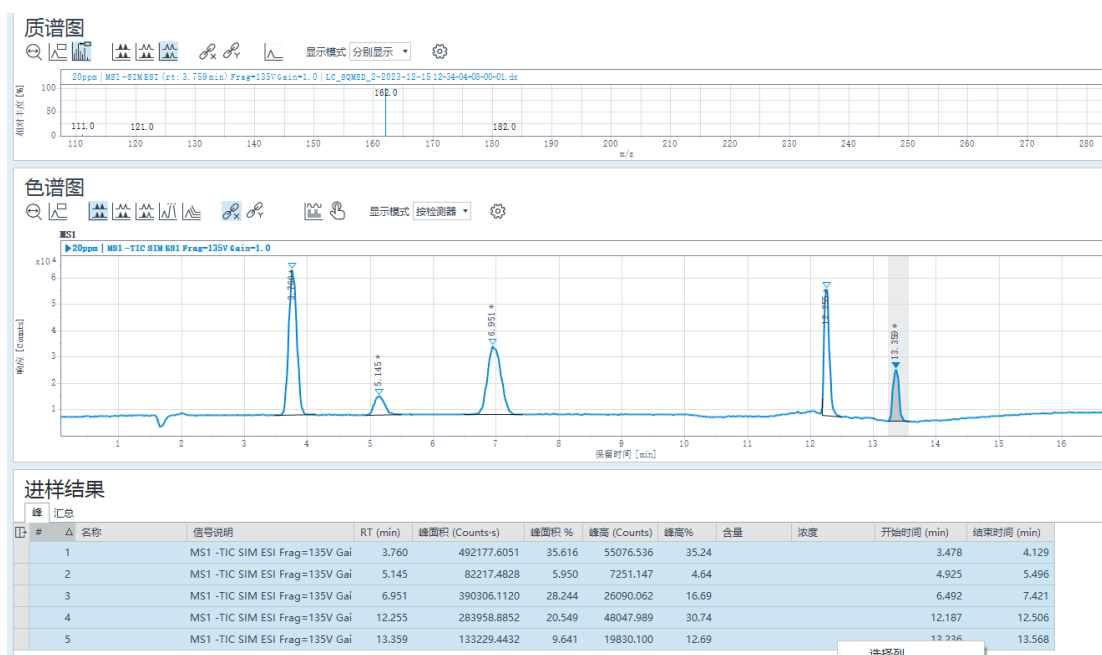 质谱图
显示模式 分别显示
20ppm | MS1 -SIM ESI (rt: 3.759 min) Frag=135V Gain=1.0 | LC_SQMSD_2-2023-12-15 12-34-04+08-00-01.dx
相对丰度 [%]
100
50
0
162.0
111.0 121.0 182.0
110 120 130 140 150 160 170 180 190 200 210 220 230 240 250 260 270 280
m/z
色谱图
显示模式 按检测器
MS1
20ppm | MS1 -TIC SIM ESI Frag=135V Gain=1.0
x10 4
响应 [Counts]
6
5
4
3
2
1
3.760*
5.145*
6.951*
12.255*
13.359*
1 2 3 4 5 6 7 8 9 10 11 12 13 14 15 16
保留时间 [min]
进样结果
峰 汇总
# 名称 信号说明 RT (min) 峰面积 (Counts·s) 峰面积 % 峰高 (Counts) 峰高% 含量 浓度 开始时间 (min) 结束时间 (min)
1 MS1 -TIC SIM ESI Frag=135V Gai 3.760 492177.6051 35.616 55076.536 35.24 3.478 4.129
2 MS1 -TIC SIM ESI Frag=135V Gai 5.145 82217.4828 5.950 7251.147 4.64 4.925 5.496
3 MS1 -TIC SIM ESI Frag=135V Gai 6.951 390306.1120 28.244 26090.062 16.69 6.492 7.421
4 MS1 -TIC SIM ESI Frag=135V Gai 12.255 283958.8852 20.549 48047.989 30.74 12.187 12.506
5 MS1 -TIC SIM ESI Frag=135V Gai 13.359 133229.4432 9.641 19830.100 12.69 13.236 13.568
选择列